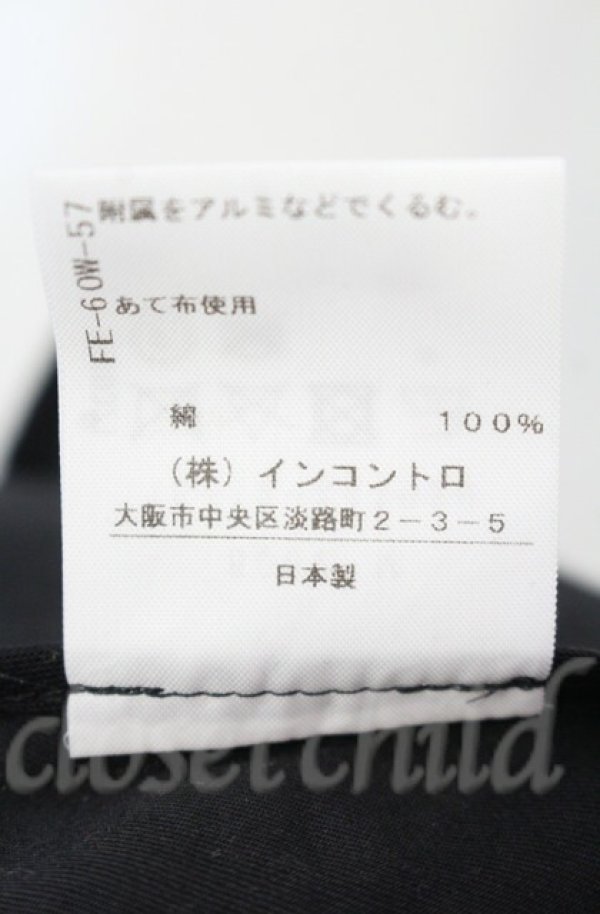 附属をアルミなどでくるむ。
FE-60W-57
あて布使用
綿 100%
(株) インコントロ
大阪市中央区淡路町2-3-5
日本製
closet child